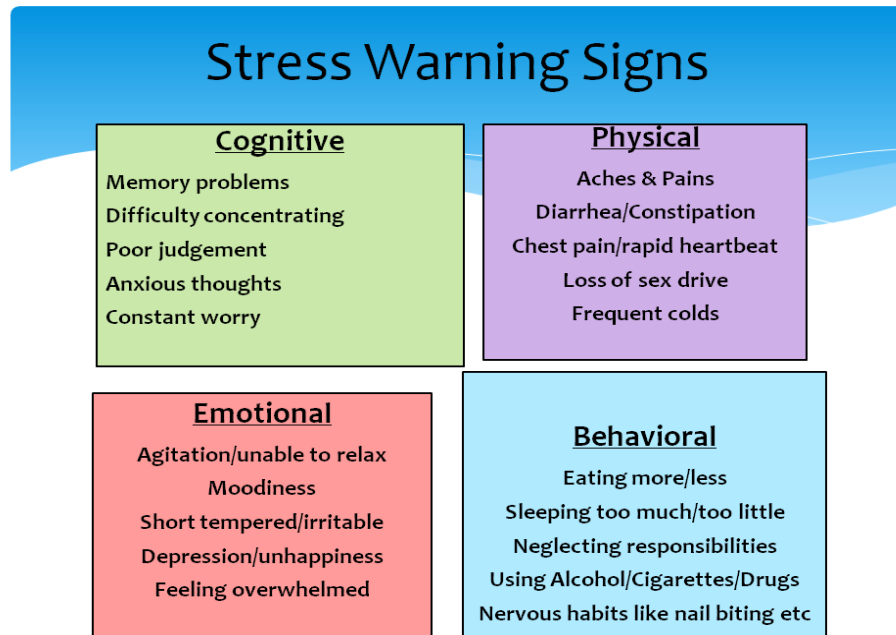 Stress Warning Signs
Cognitive
Memory problems
Difficulty concentrating
Poor judgement
Anxious thoughts
Constant worry
Physical
Aches & Pains
Diarrhea/Constipation
Chest pain/rapid heartbeat
Loss of sex drive
Frequent colds
Emotional
Agitation/unable to relax
Moodiness
Short tempered/irritable
Depression/unhappiness
Feeling overwhelmed
Behavioral
Eating more/less
Sleeping too much/too little
Neglecting responsibilities
Using Alcohol/Cigarettes/Drugs
Nervous habits like nail biting etc